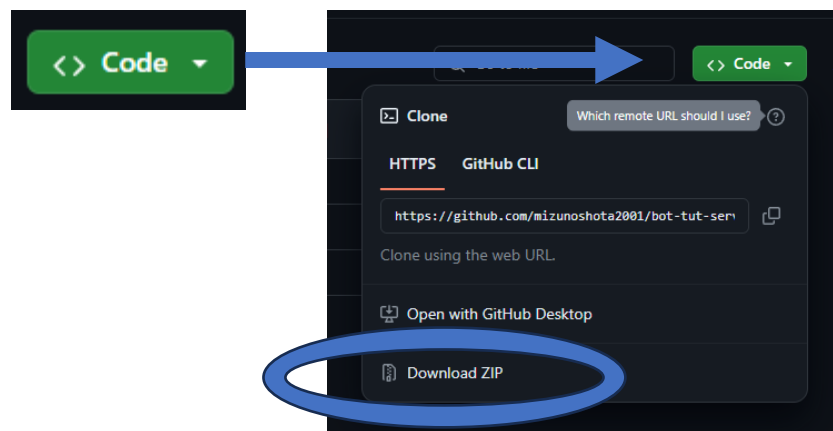 <> Code
<> Code
Clone
Which remote URL should I use?
HTTPS GitHub CLI
https://github.com/mizunoshota2001/bot-tut-ser
Clone using the web URL.
Open with GitHub Desktop
Download ZIP